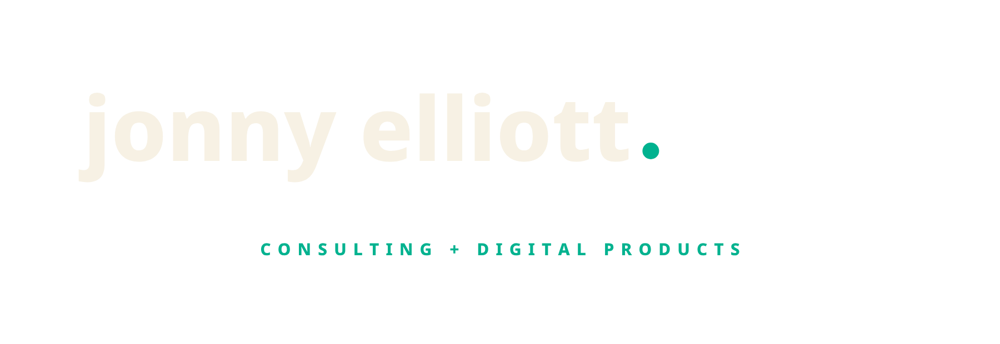 jonny elliott.
CONSULTING + DIGITAL PRODUCTS